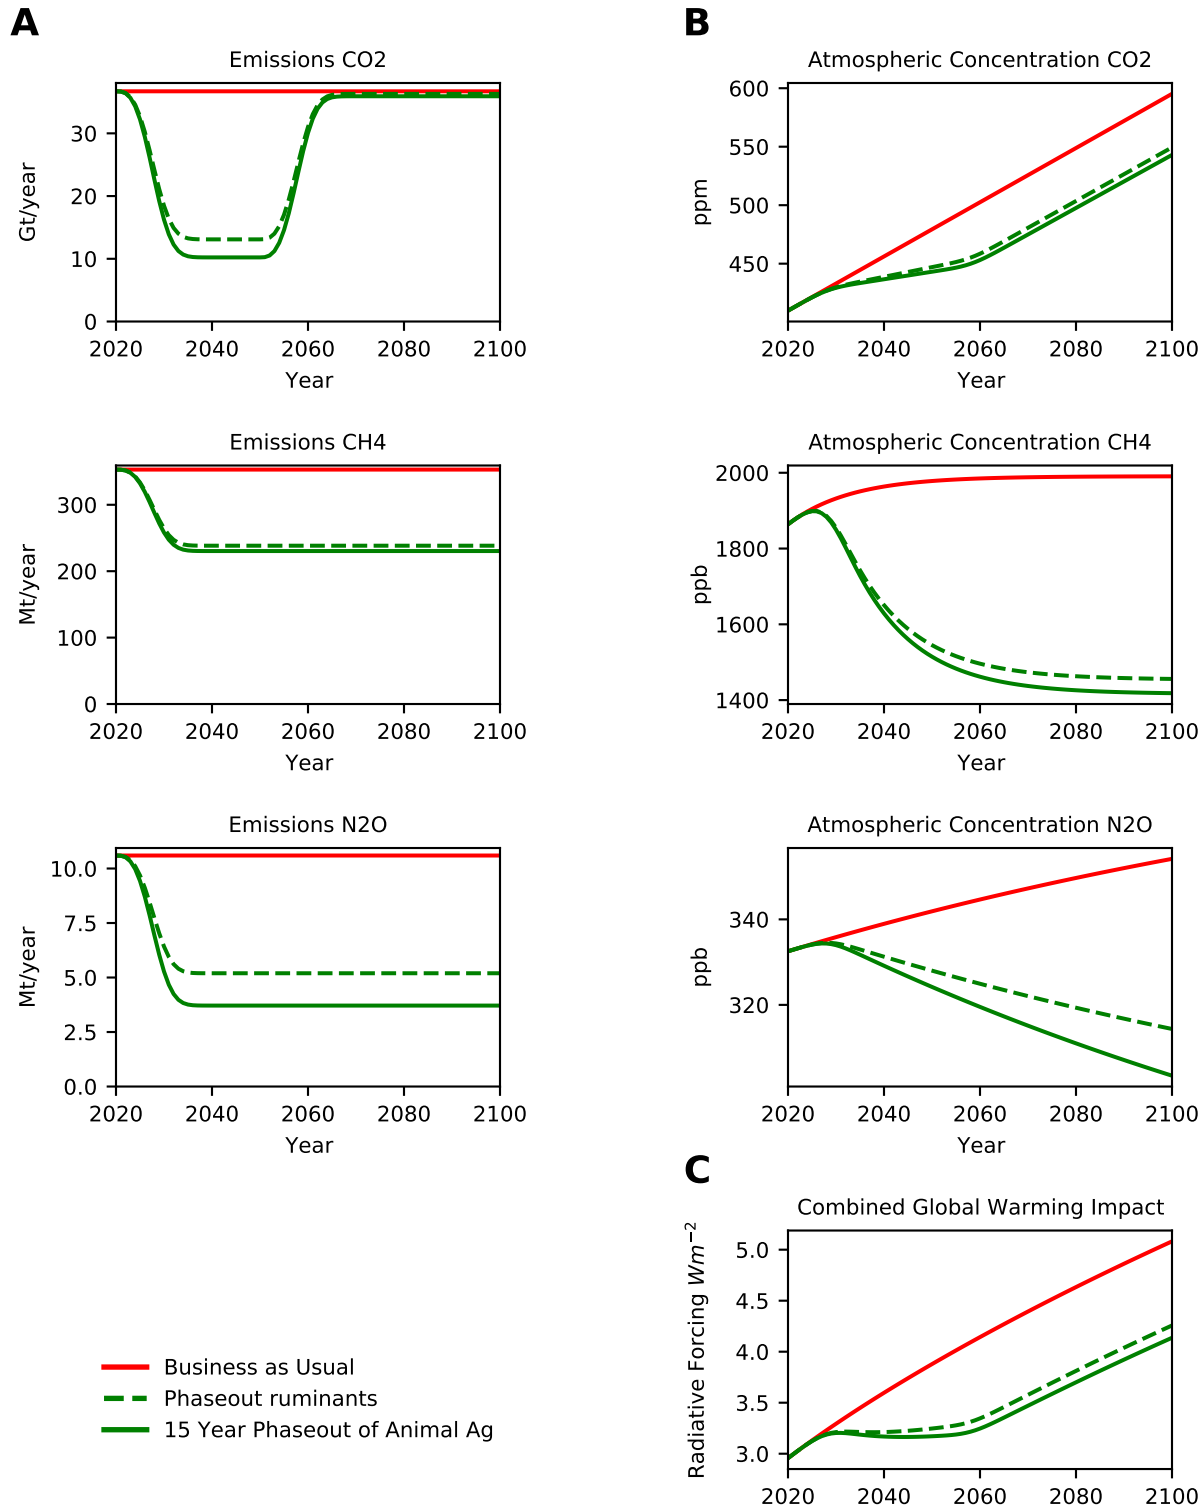 A
Emissions CO2
Gt/year
30
20
10
0
2020 2040 2060 2080 2100
Year
Emissions CH4
Mt/year
300
200
100
0
2020 2040 2060 2080 2100
Year
Emissions N2O
Mt/year
10.0
7.5
5.0
2.5
0.0
2020 2040 2060 2080 2100
Year
B
Atmospheric Concentration CO2
ppm
600
550
500
450
2020 2040 2060 2080 2100
Year
Atmospheric Concentration CH4
ppb
2000
1800
1600
1400
2020 2040 2060 2080 2100
Year
Atmospheric Concentration N2O
ppb
340
320
2020 2040 2060 2080 2100
Year
C
Combined Global Warming Impact
Radiative Forcing Wm⁻²
5.0
4.5
4.0
3.5
3.0
2020 2040 2060 2080 2100
Business as Usual
Phaseout ruminants
15 Year Phaseout of Animal Ag